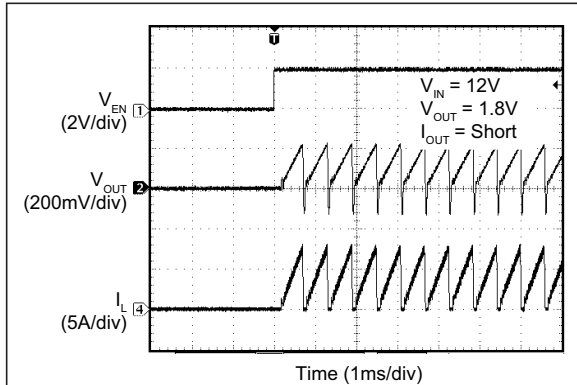 T
V_EN
(2V/div)
1
V_IN = 12V
V_OUT = 1.8V
I_OUT = Short
V_OUT
(200mV/div)
2
I_L
(5A/div)
4
Time (1ms/div)